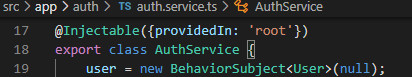 src > app > auth > TS auth.service.ts > AuthService
17 @Injectable({providedIn: 'root'})
18 export class AuthService {
19 user = new BehaviorSubject<User>(null);